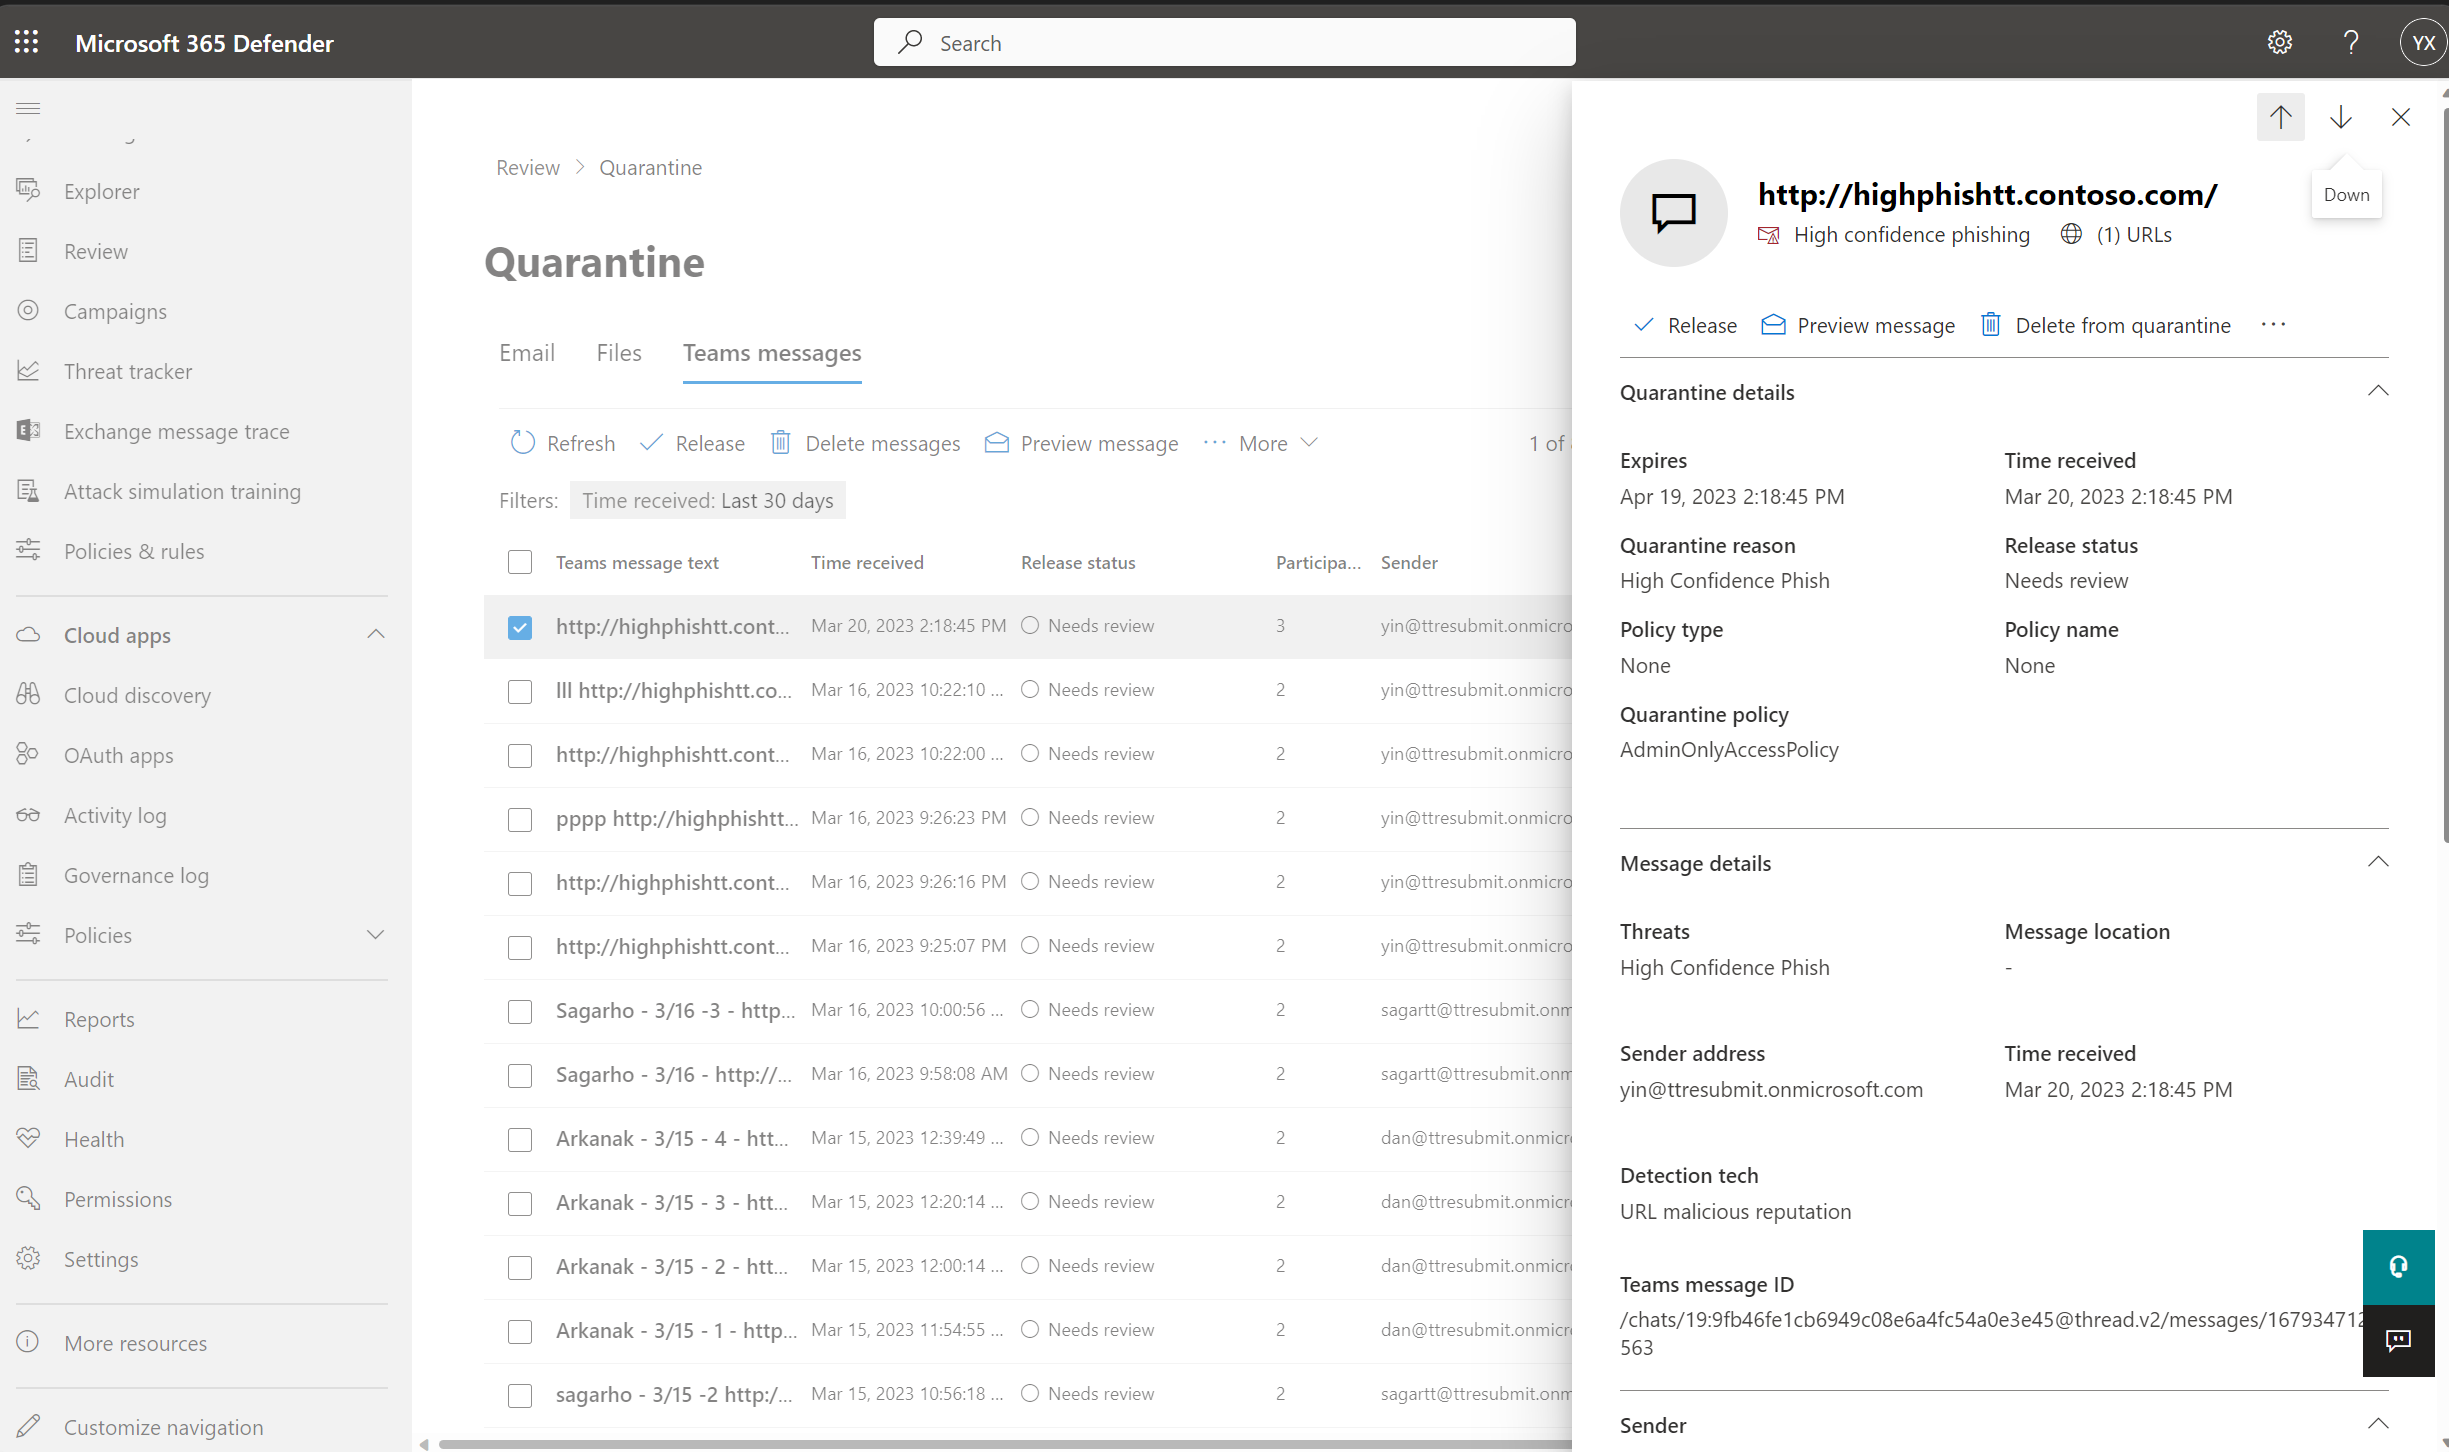 Microsoft 365 Defender
Search
YX
Explorer
Review
Campaigns
Threat tracker
Exchange message trace
Attack simulation training
Policies & rules
Cloud apps
Cloud discovery
OAuth apps
Activity log
Governance log
Policies
Reports
Audit
Health
Permissions
Settings
More resources
Customize navigation
Review > Quarantine
Quarantine
Email Files Teams messages
Refresh Release Delete messages Preview message ··· More 1 of
Filters: Time received: Last 30 days
Teams message text Time received Release status Participa... Sender
http://highphishtt.cont... Mar 20, 2023 2:18:45 PM Needs review 3 yin@ttresubmit.onmicro
lll http://highphishtt.co... Mar 16, 2023 10:22:10 ... Needs review 2 yin@ttresubmit.onmicro
http://highphishtt.cont... Mar 16, 2023 10:22:00 ... Needs review 2 yin@ttresubmit.onmicro
pppp http://highphishtt... Mar 16, 2023 9:26:23 PM Needs review 2 yin@ttresubmit.onmicro
http://highphishtt.cont... Mar 16, 2023 9:26:16 PM Needs review 2 yin@ttresubmit.onmicro
http://highphishtt.cont... Mar 16, 2023 9:25:07 PM Needs review 2 yin@ttresubmit.onmicro
Sagarho - 3/16 -3 - http... Mar 16, 2023 10:00:56 ... Needs review 2 sagartt@ttresubmit.onm
Sagarho - 3/16 - http://... Mar 16, 2023 9:58:08 AM Needs review 2 sagartt@ttresubmit.onm
Arkanak - 3/15 - 4 - htt... Mar 15, 2023 12:39:49 ... Needs review 2 dan@ttresubmit.onmicr
Arkanak - 3/15 - 3 - htt... Mar 15, 2023 12:20:14 ... Needs review 2 dan@ttresubmit.onmicr
Arkanak - 3/15 - 2 - htt... Mar 15, 2023 12:00:14 ... Needs review 2 dan@ttresubmit.onmicr
Arkanak - 3/15 - 1 - http... Mar 15, 2023 11:54:55 ... Needs review 2 dan@ttresubmit.onmicr
sagarho - 3/15 -2 http:/... Mar 15, 2023 10:56:18 ... Needs review 2 sagartt@ttresubmit.onm
Down
http://highphishtt.contoso.com/
High confidence phishing (1) URLs
Release Preview message Delete from quarantine ···
Quarantine details
Expires Time received
Apr 19, 2023 2:18:45 PM Mar 20, 2023 2:18:45 PM
Quarantine reason Release status
High Confidence Phish Needs review
Policy type Policy name
None None
Quarantine policy
AdminOnlyAccessPolicy
Message details
Threats Message location
High Confidence Phish -
Sender address Time received
yin@ttresubmit.onmicrosoft.com Mar 20, 2023 2:18:45 PM
Detection tech
URL malicious reputation
Teams message ID
/chats/19:9fb46fe1cb6949c08e6a4fc54a0e3e45@thread.v2/messages/167934712
563
Sender